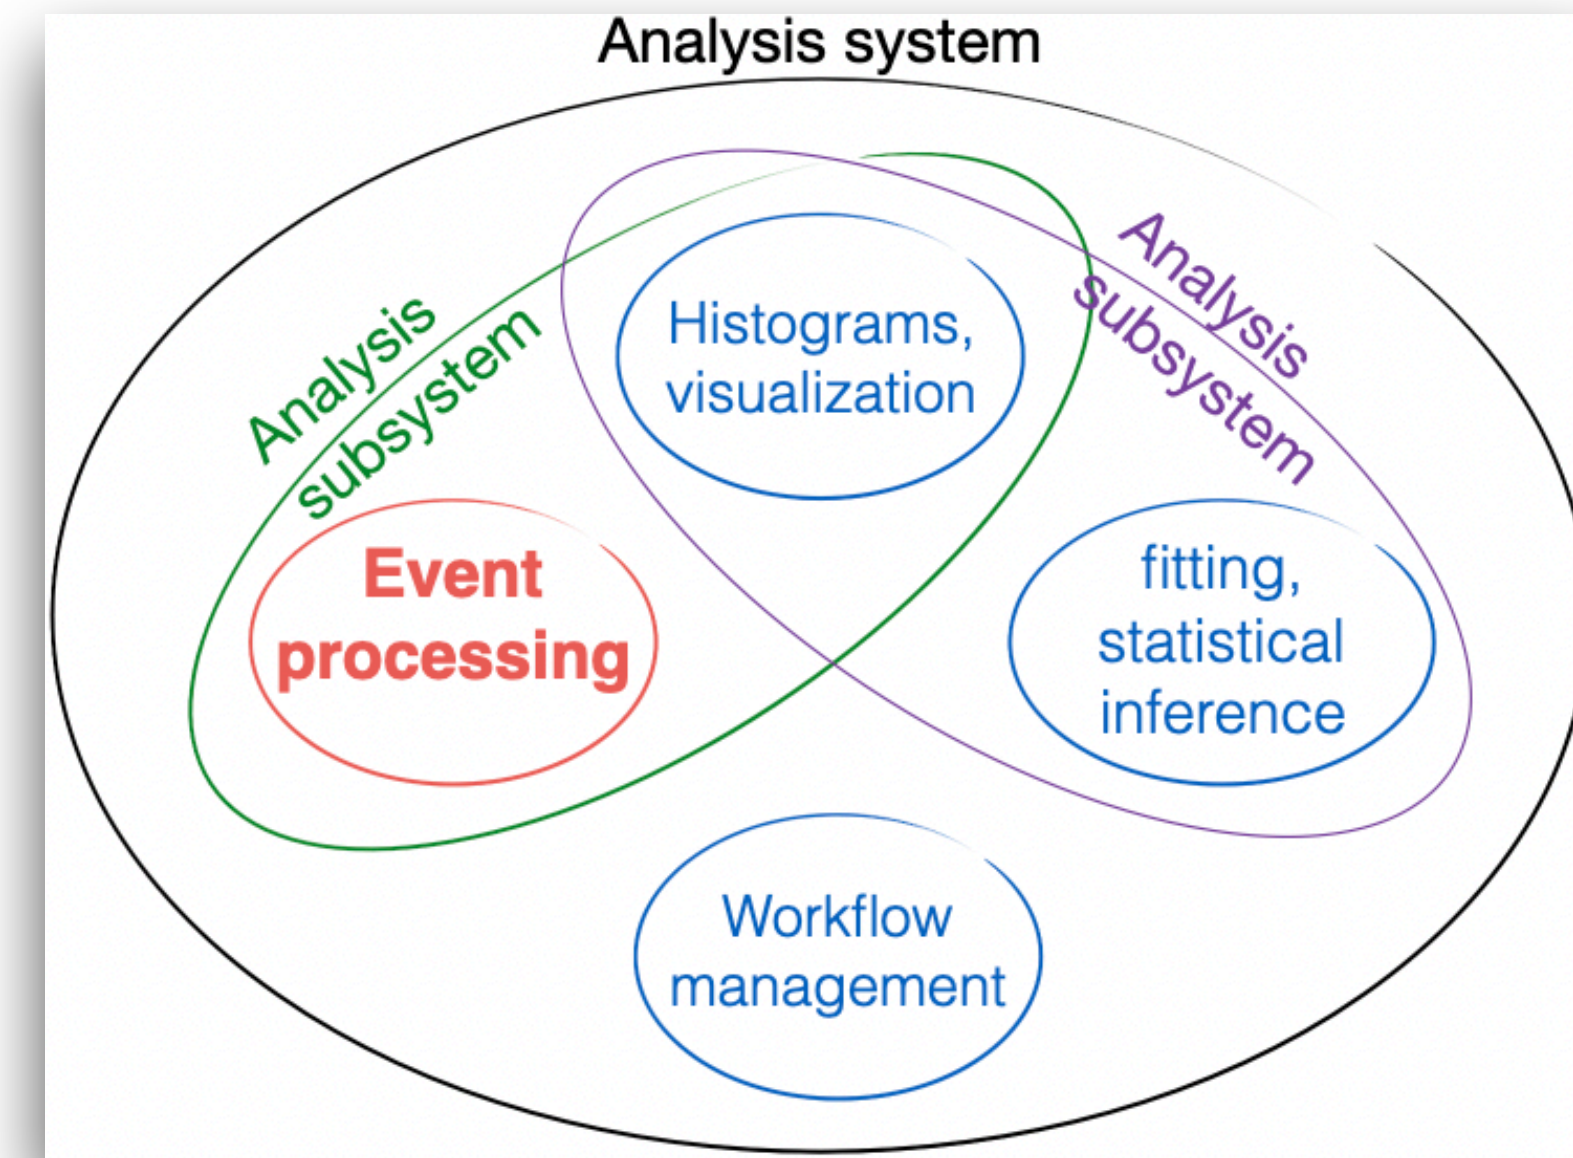 Analysis system
Analysis
subsystem
Analysis
subsystem
Histograms,
visualization
Event
processing
fitting,
statistical
inference
Workflow
management